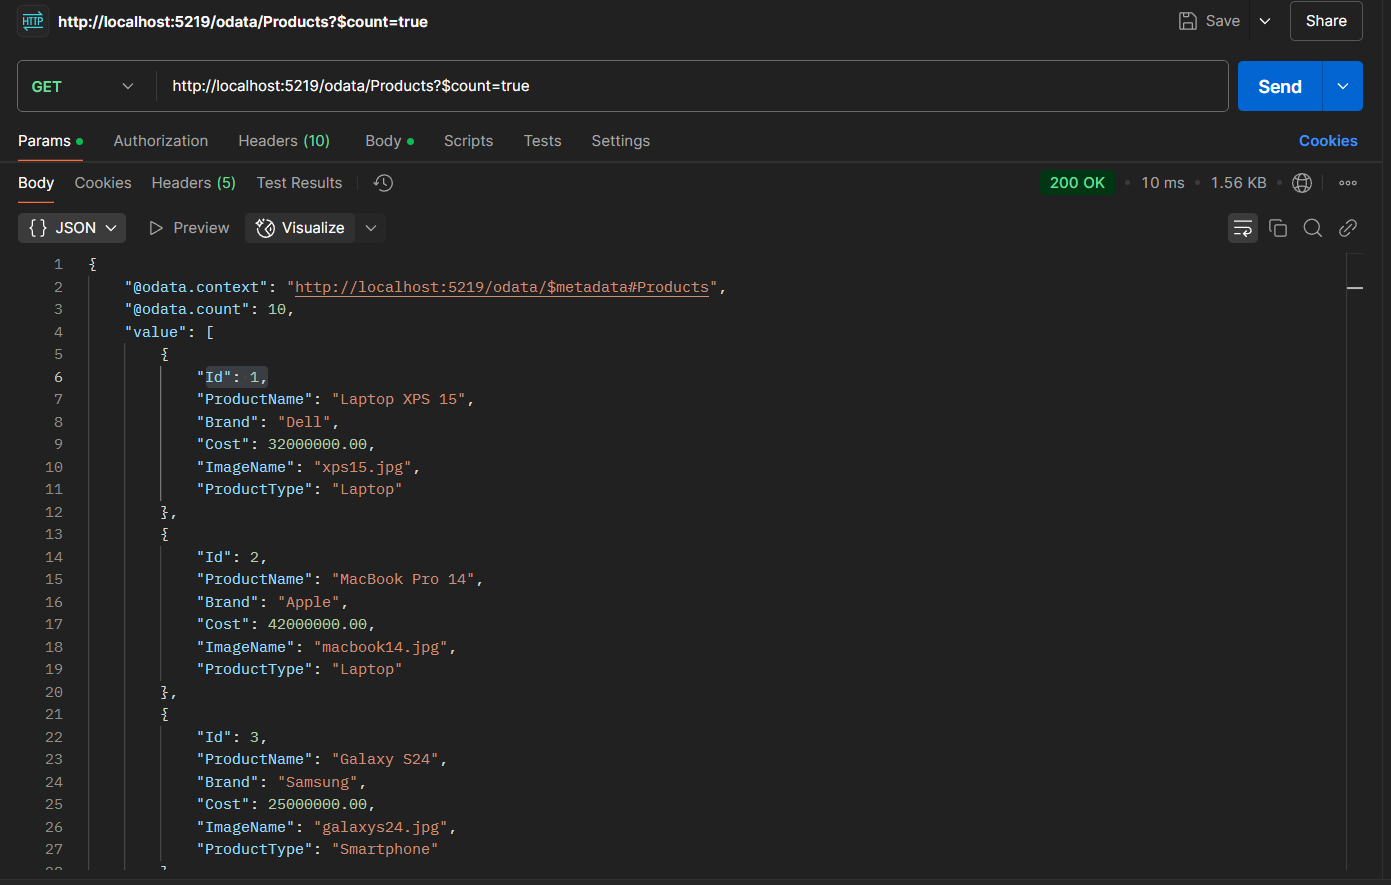 HTTP http://localhost:5219/odata/Products?$count=true Save Share
GET http://localhost:5219/odata/Products?$count=true Send
Params Authorization Headers (10) Body Scripts Tests Settings Cookies
Body Cookies Headers (5) Test Results 200 OK 10 ms 1.56 KB
{} JSON Preview Visualize
1 {
2 "@odata.context": "http://localhost:5219/odata/$metadata#Products",
3 "@odata.count": 10,
4 "value": [
5 {
6 "Id": 1,
7 "ProductName": "Laptop XPS 15",
8 "Brand": "Dell",
9 "Cost": 32000000.00,
10 "ImageName": "xps15.jpg",
11 "ProductType": "Laptop"
12 },
13 {
14 "Id": 2,
15 "ProductName": "MacBook Pro 14",
16 "Brand": "Apple",
17 "Cost": 42000000.00,
18 "ImageName": "macbook14.jpg",
19 "ProductType": "Laptop"
20 },
21 {
22 "Id": 3,
23 "ProductName": "Galaxy S24",
24 "Brand": "Samsung",
25 "Cost": 25000000.00,
26 "ImageName": "galaxys24.jpg",
27 "ProductType": "Smartphone"